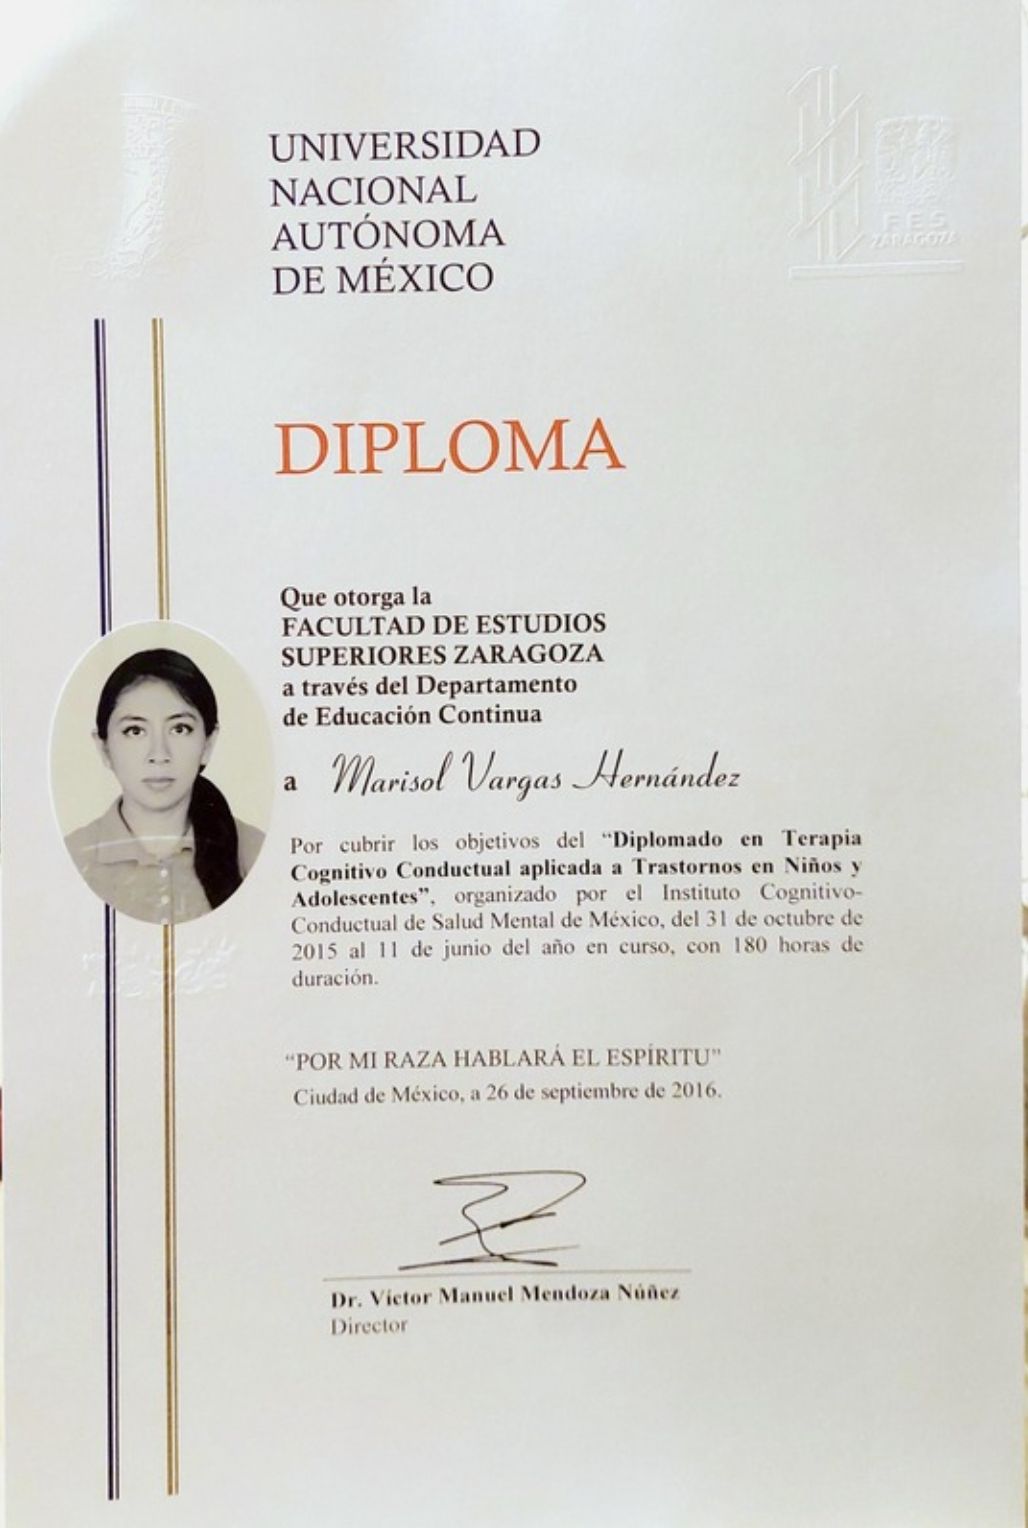 UNIVERSIDAD
NACIONAL
AUTÓNOMA
DE MÉXICO
FES
ZARAGOZA
DIPLOMA
Que otorga la
FACULTAD DE ESTUDIOS
SUPERIORES ZARAGOZA
a través del Departamento
de Educación Continua
a Marisol Vargas Hernández
Por cubrir los objetivos del “Diplomado en Terapia
Cognitivo Conductual aplicada a Trastornos en Niños y
Adolescentes”, organizado por el Instituto Cognitivo-
Conductual de Salud Mental de México, del 31 de octubre de
2015 al 11 de junio del año en curso, con 180 horas de
duración.
“POR MI RAZA HABLARÁ EL ESPÍRITU”
Ciudad de México, a 26 de septiembre de 2016.
Dr. Víctor Manuel Mendoza Núñez
Director